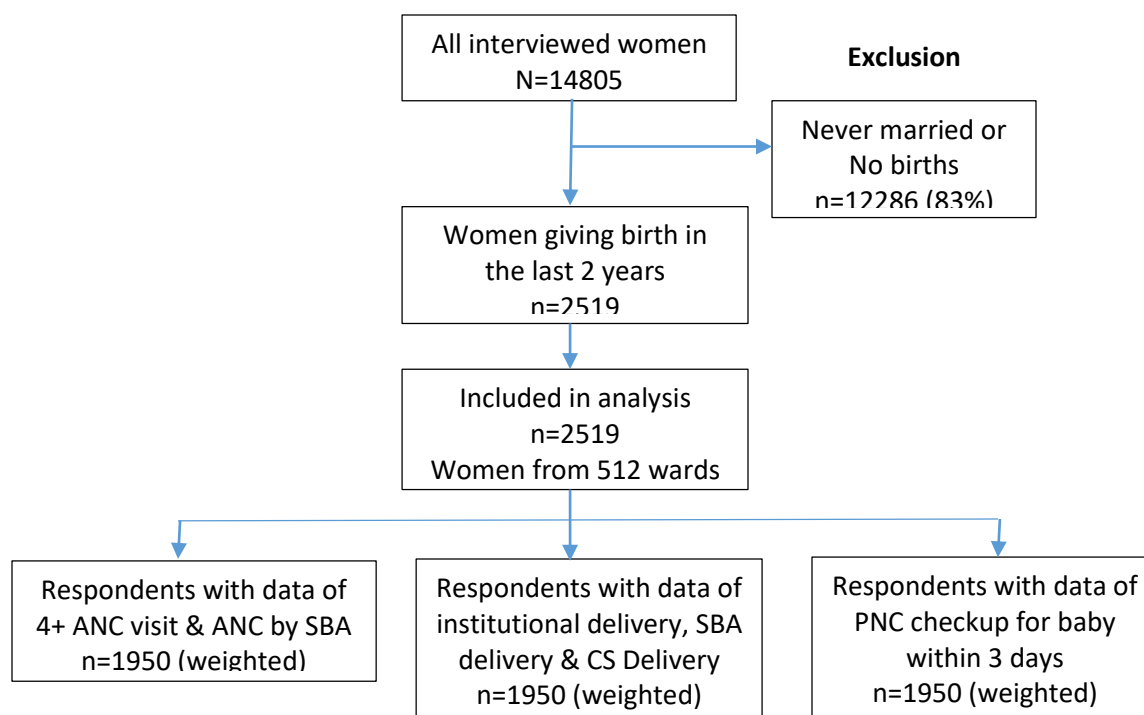 All interviewed women
N=14805
Exclusion
Never married or
No births
n=12286 (83%)
Women giving birth in
the last 2 years
n=2519
Included in analysis
n=2519
Women from 512 wards
Respondents with data of
4+ ANC visit & ANC by SBA
n=1950 (weighted)
Respondents with data of
institutional delivery, SBA
delivery & CS Delivery
n=1950 (weighted)
Respondents with data of
PNC checkup for baby
within 3 days
n=1950 (weighted)